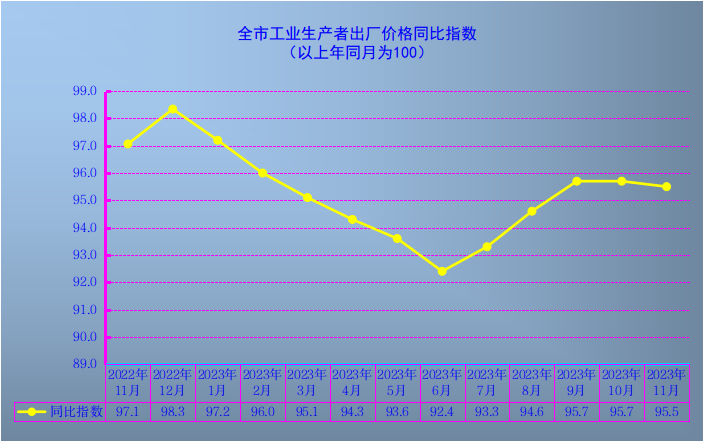 全市工业生产者出厂价格同比指数
（以上年同月为100）
99.0
98.0
97.0
96.0
95.0
94.0
93.0
92.0
91.0
90.0
89.0
2022年 2022年 2023年 2023年 2023年 2023年 2023年 2023年 2023年 2023年 2023年 2023年 2023年
11月 12月 1月 2月 3月 4月 5月 6月 7月 8月 9月 10月 11月
同比指数 97.1 98.3 97.2 96.0 95.1 94.3 93.6 92.4 93.3 94.6 95.7 95.7 95.5